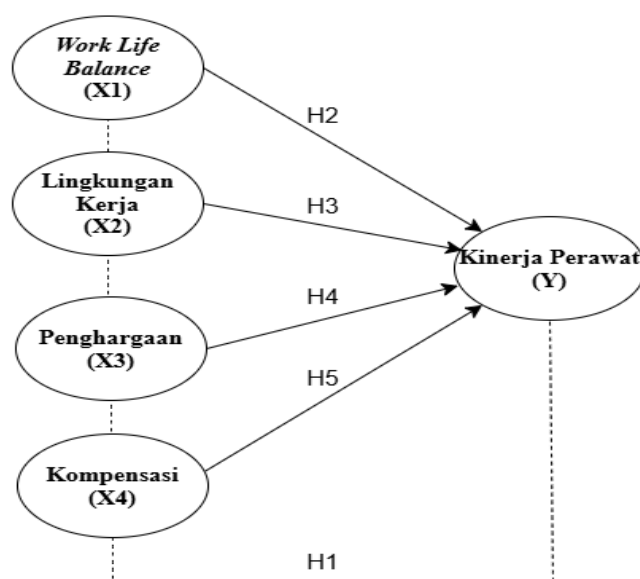 Work Life
Balance
(X1)
H2
Lingkungan
Kerja
(X2)
H3
Kinerja Perawat
(Y)
H4
Penghargaan
(X3)
H5
Kompensasi
(X4)
H1